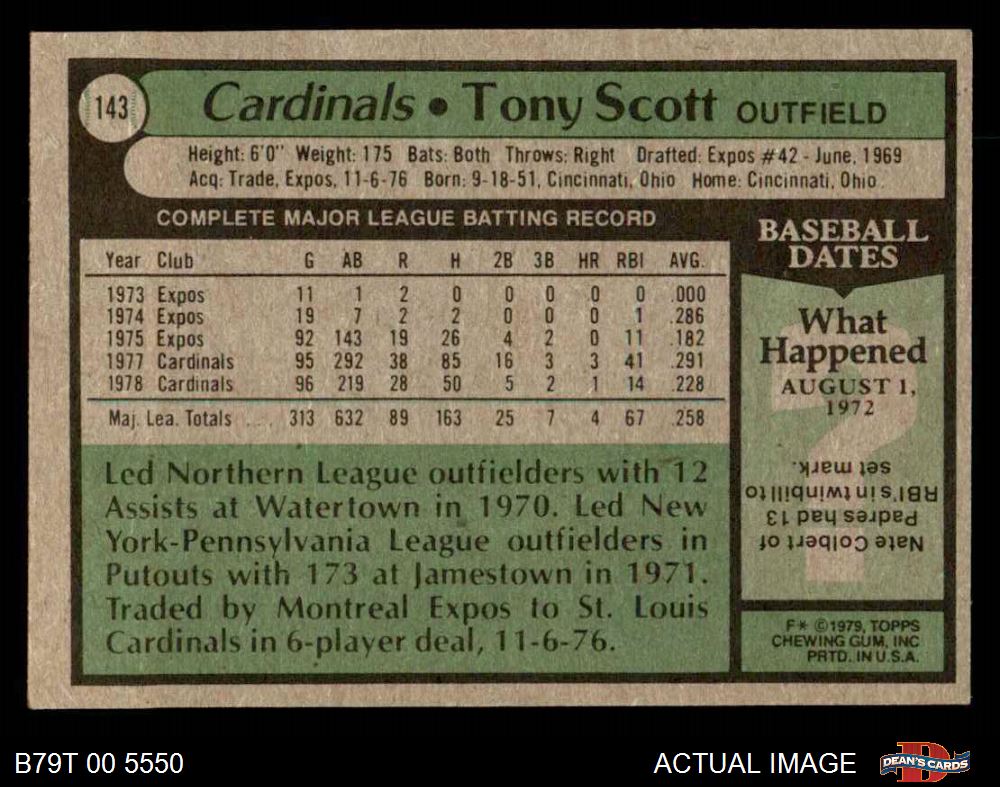 143
Cardinals • Tony Scott OUTFIELD
Height: 6'0" Weight: 175 Bats: Both Throws: Right Drafted: Expos #42 - June, 1969
Acq: Trade, Expos, 11-6-76 Born: 9-18-51, Cincinnati, Ohio Home: Cincinnati, Ohio
COMPLETE MAJOR LEAGUE BATTING RECORD
Year Club G AB R H 2B 3B HR RBI AVG.
1973 Expos 11 1 2 0 0 0 0 0 .000
1974 Expos 19 7 2 2 0 0 0 1 .286
1975 Expos 92 143 19 26 4 2 0 11 .182
1977 Cardinals 95 292 38 85 16 3 3 41 .291
1978 Cardinals 96 219 28 50 5 2 1 14 .228
Maj. Lea. Totals .... 313 632 89 163 25 7 4 67 .258
Led Northern League outfielders with 12
Assists at Watertown in 1970. Led New
York-Pennsylvania League outfielders in
Putouts with 173 at Jamestown in 1971.
Traded by Montreal Expos to St. Louis
Cardinals in 6-player deal, 11-6-76.
BASEBALL
DATES
What
Happened
AUGUST 1,
1972
Nate Colbert of
Padres had 13
RBI's in twinbill to
set mark.
F* ©1979, TOPPS
CHEWING GUM, INC
PRTD. IN U.S.A.
B79T 00 5550
ACTUAL IMAGE
DEAN'S CARDS